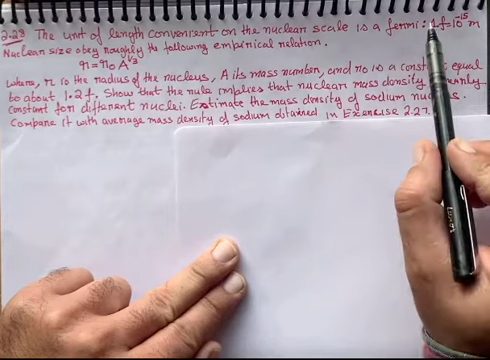 2.28 The unit of length convenient on the nuclear scale is a fermi: 1f=10⁻¹⁵ m
Nuclear size obey roughly the following empirical relation.
r = r₀ A^1/3
where, r is the radius of the nucleus, A its mass number, and r₀ is a constant equal
to about 1.2 f. Show that the rule implies that nuclear mass density
constant for different nuclei. Estimate the mass density of sodium nucleus.
Compare it with average mass density of sodium obtained in Exercise 2.27.